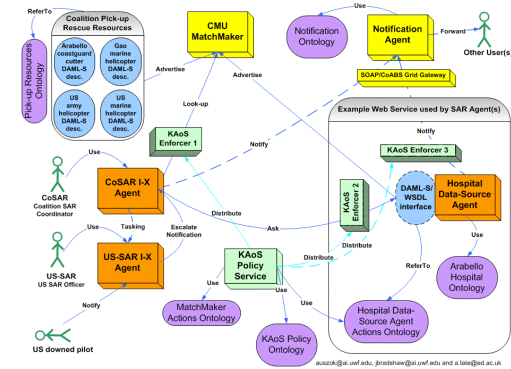 ReferTo
Coalition Pick-up
Rescue Resources
Pick-up Resources
Ontology
Arabello
coastguard
cutter
DAML-S
desc.
Gao
marine
helicopter
DAML-S
desc.
US
army
helicopter
DAML-S
desc.
US
marine
helicopter
DAML-S
desc.
CMU
MatchMaker
Use
Notification
Ontology
Notification
Agent
Forward
Other User(s)
SOAP/CoABS Grid Gateway
Advertise
Advertise
Look-up
Example Web Service used by SAR Agent(s)
KAoS
Enforcer 1
Notify
Notify
KAoS Enforcer 3
Use
CoSAR
Coalition SAR
Coordinator
CoSAR I-X
Agent
KAoS
Enforcer 2
DAML-S/
WSDL
interface
Hospital
Data-Source
Agent
Distribute
Ask
Tasking
Escalate
Notification
Use
US-SAR
US SAR Officer
US-SAR I-X
Agent
KAoS
Policy
Service
Distribute
Distribute
Use
ReferTo
Arabello
Hospital
Ontology
Notify
US downed pilot
Use
Use
Use
MatchMaker
Actions Ontology
KAoS Policy
Ontology
Hospital Data-
Source Agent
Actions Ontology
auszok@ai.uwf.edu, jbradshaw@ai.uwf.edu and a.tate@ed.ac.uk